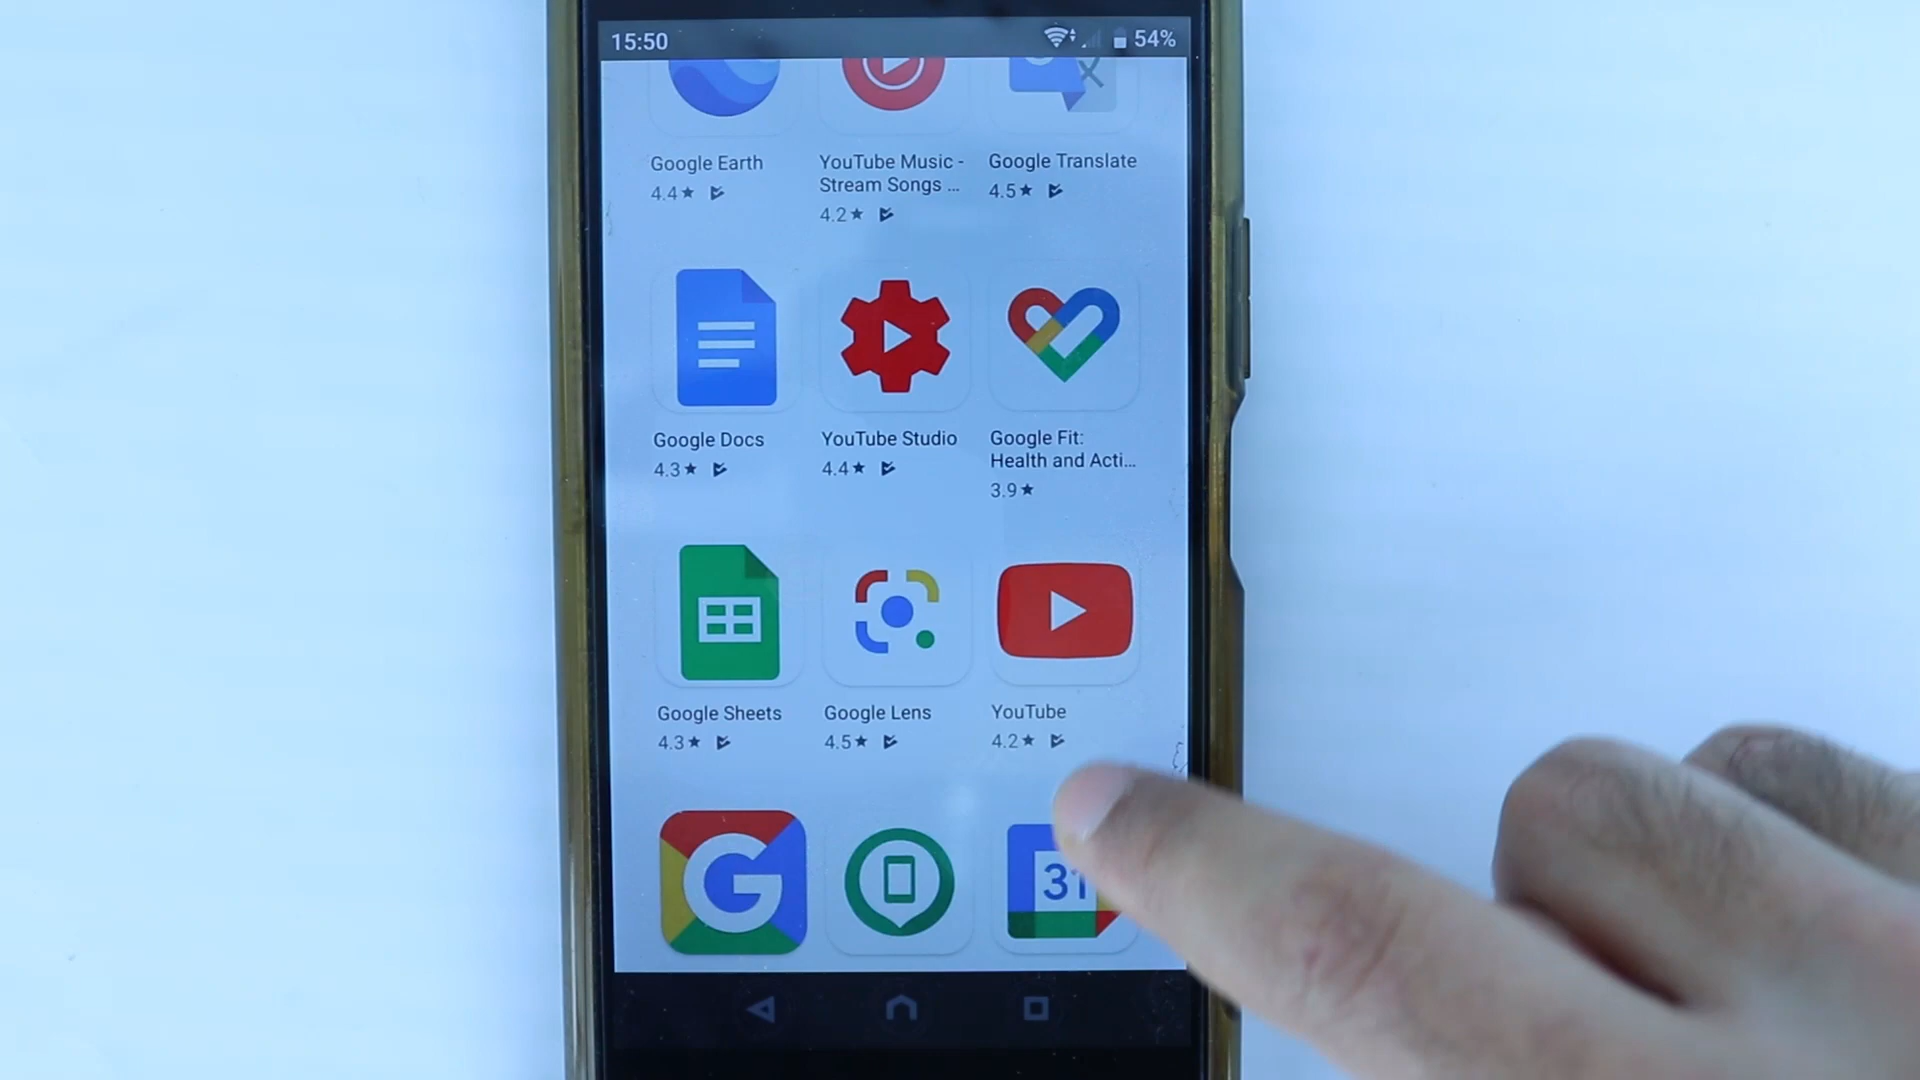 15:50
54%
Google Earth
4.4★
YouTube Music -
Stream Songs ...
4.2★
Google Translate
4.5★
Google Docs
4.3★
YouTube Studio
4.4★
Google Fit:
Health and Acti...
3.9★
Google Sheets
4.3★
Google Lens
4.5★
YouTube
4.2★
G
31